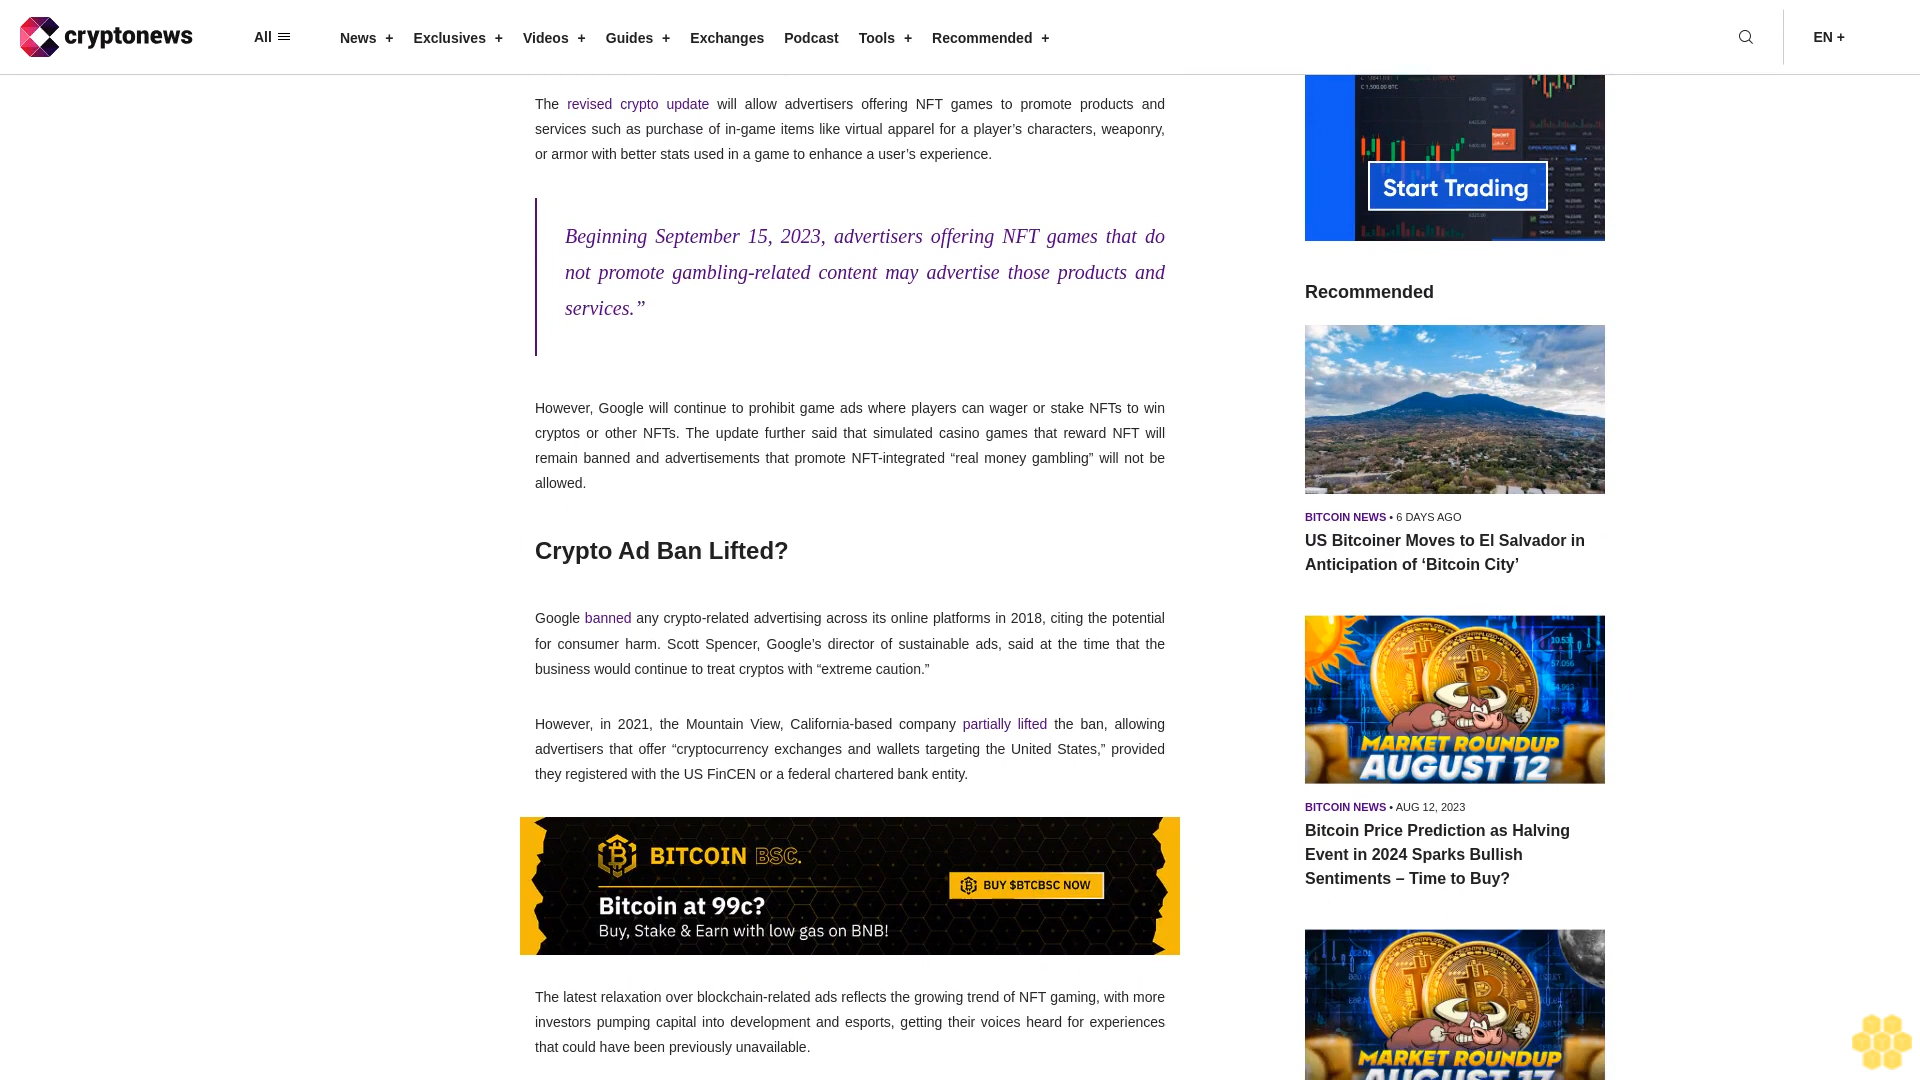 cryptonews
All
News +
Exclusives +
Videos +
Guides +
Exchanges
Podcast
Tools +
Recommended +
EN +
The revised crypto update will allow advertisers offering NFT games to promote products and
services such as purchase of in-game items like virtual apparel for a player’s characters, weaponry,
or armor with better stats used in a game to enhance a user’s experience.
Beginning September 15, 2023, advertisers offering NFT games that do
not promote gambling-related content may advertise those products and
services.”
However, Google will continue to prohibit game ads where players can wager or stake NFTs to win
cryptos or other NFTs. The update further said that simulated casino games that reward NFT will
remain banned and advertisements that promote NFT-integrated “real money gambling” will not be
allowed.
Crypto Ad Ban Lifted?
Google banned any crypto-related advertising across its online platforms in 2018, citing the potential
for consumer harm. Scott Spencer, Google’s director of sustainable ads, said at the time that the
business would continue to treat cryptos with “extreme caution.”
However, in 2021, the Mountain View, California-based company partially lifted the ban, allowing
advertisers that offer “cryptocurrency exchanges and wallets targeting the United States,” provided
they registered with the US FinCEN or a federal chartered bank entity.
BITCOIN BSC.
Bitcoin at 99c?
Buy, Stake & Earn with low gas on BNB!
BUY $BTCBSC NOW
The latest relaxation over blockchain-related ads reflects the growing trend of NFT gaming, with more
investors pumping capital into development and esports, getting their voices heard for experiences
that could have been previously unavailable.
Start Trading
Recommended
BITCOIN NEWS • 6 DAYS AGO
US Bitcoiner Moves to El Salvador in
Anticipation of ‘Bitcoin City’
MARKET ROUNDUP
AUGUST 12
BITCOIN NEWS • AUG 12, 2023
Bitcoin Price Prediction as Halving
Event in 2024 Sparks Bullish
Sentiments – Time to Buy?
MARKET ROUNDUP
AUGUST 17